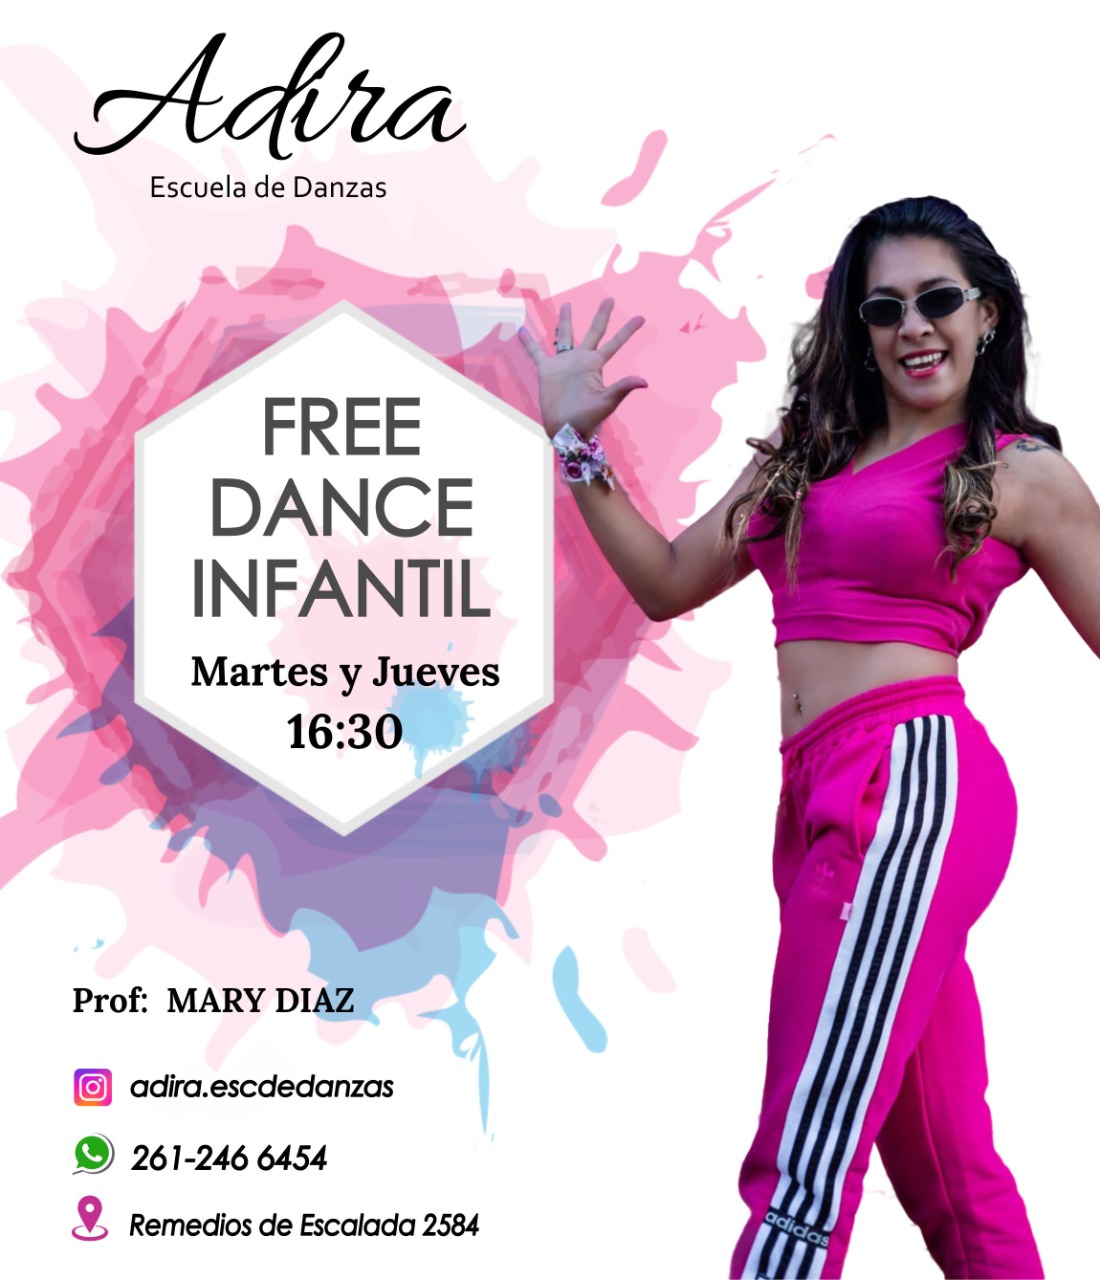 Adira
Escuela de Danzas
FREE
DANCE
INFANTIL
Martes y Jueves
16:30
Prof: MARY DIAZ
adira.escdedanzas
261-246 6454
Remedios de Escalada 2584
adidas